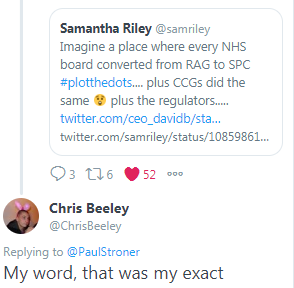 Samantha Riley @samriley
Imagine a place where every NHS
board converted from RAG to SPC
#plotthedots.... plus CCGs did the
same 😲 plus the regulators.....
twitter.com/ceo_davidb/sta...
twitter.com/samriley/status/10859861...
3 6 52
Chris Beeley
@ChrisBeeley
Replying to @PaulStroner
My word, that was my exact